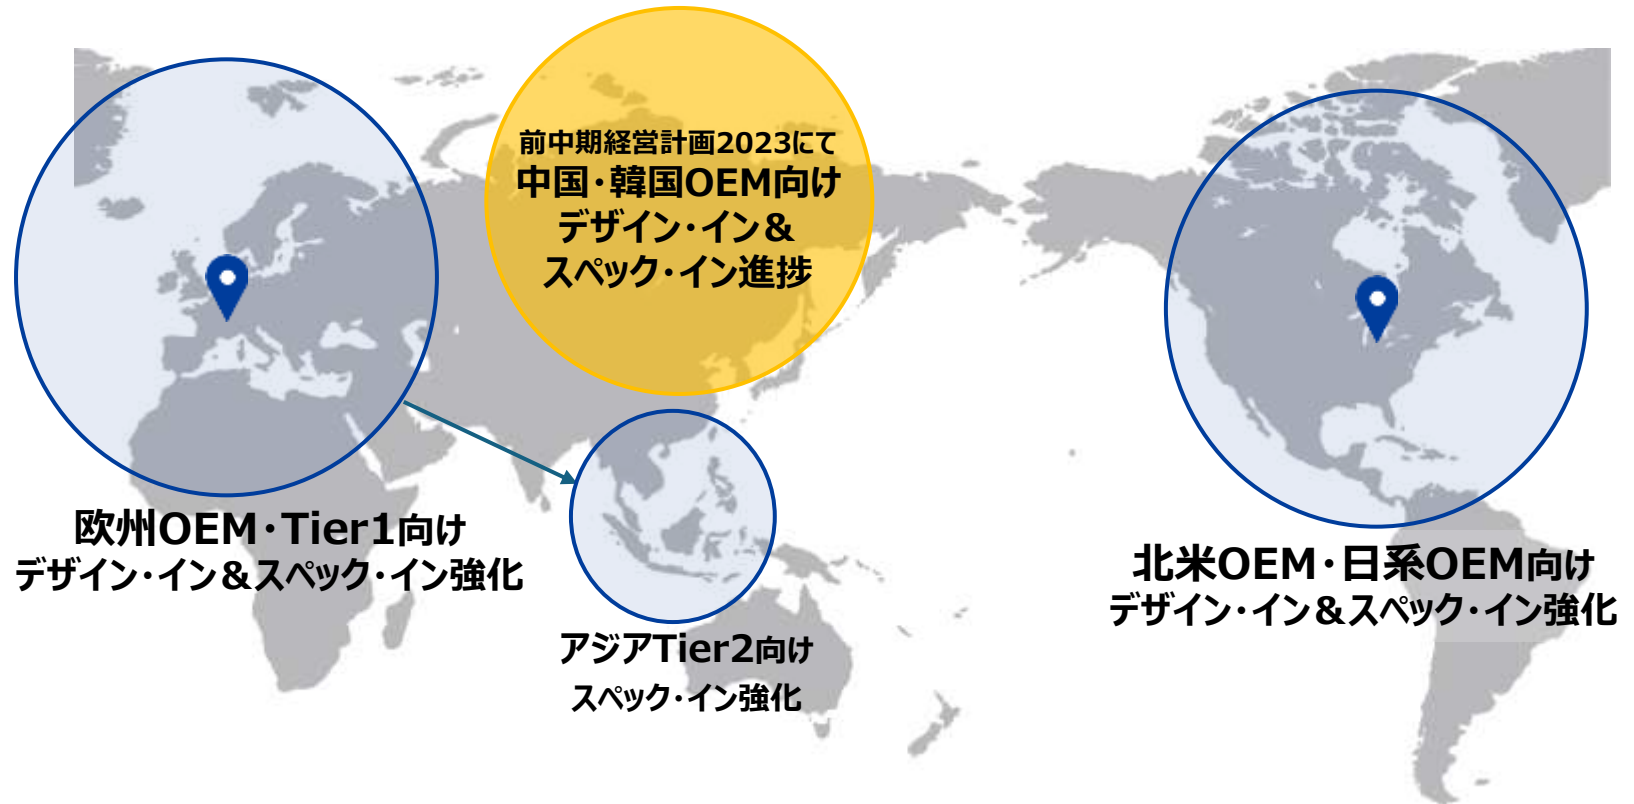 前中期経営計画2023にて
中国・韓国OEM向け
デザイン・イン＆
スペック・イン進捗
欧州OEM・Tier1向け
デザイン・イン＆スペック・イン強化
アジアTier2向け
スペック・イン強化
北米OEM・日系OEM向け
デザイン・イン＆スペック・イン強化